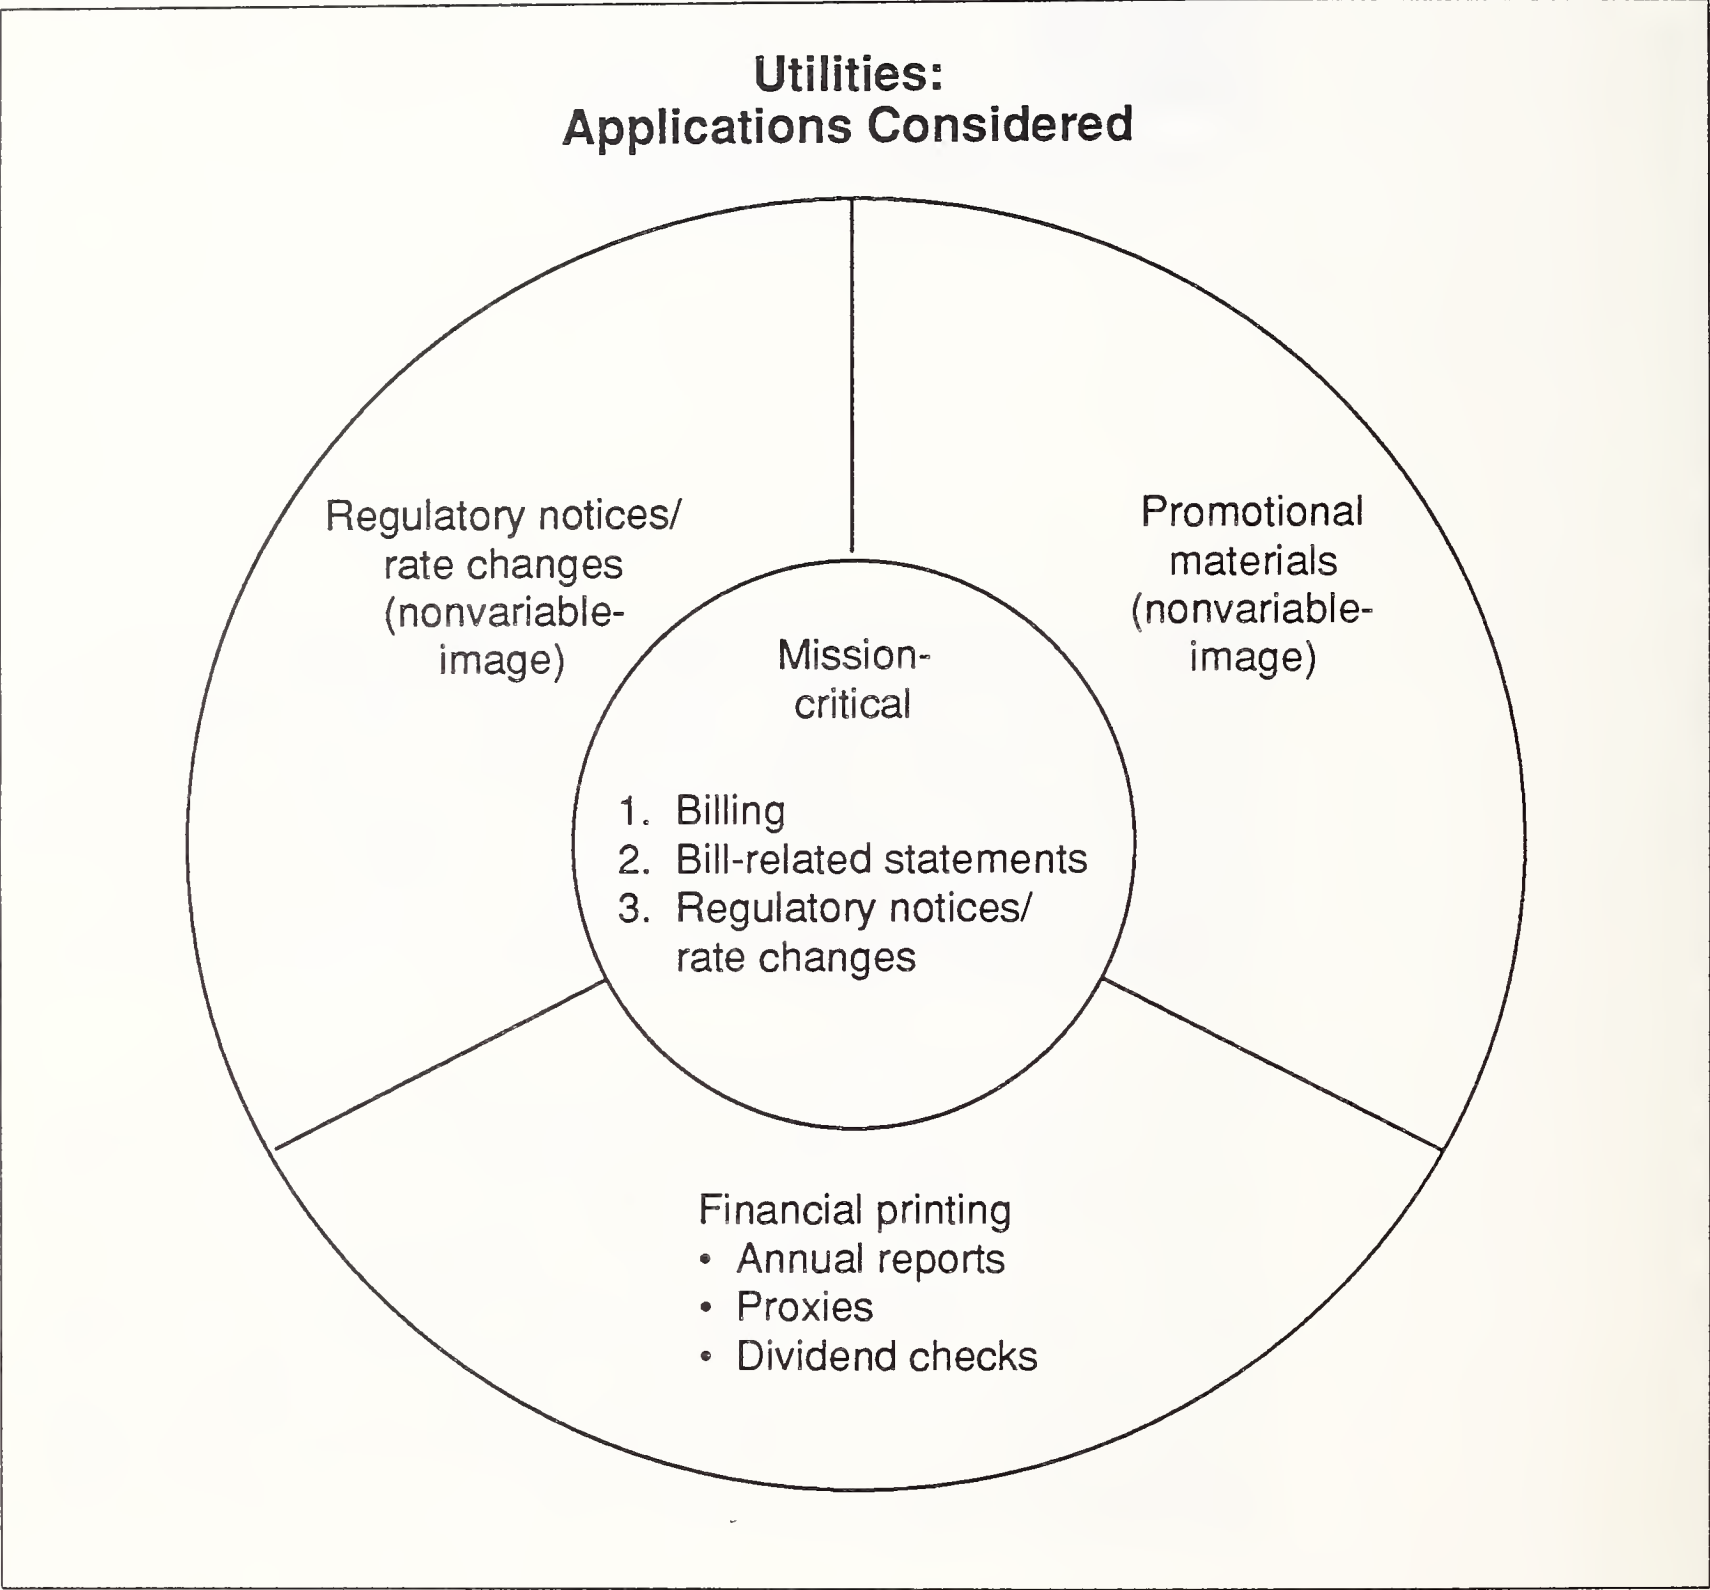 Utilities:
Applications Considered
Regulatory notices/
rate changes
(nonvariable-
image)
Promotional
materials
(nonvariable-
image)
Mission-
critical
1. Billing
2. Bill-related statements
3. Regulatory notices/
rate changes
Financial printing
• Annual reports
• Proxies
• Dividend checks